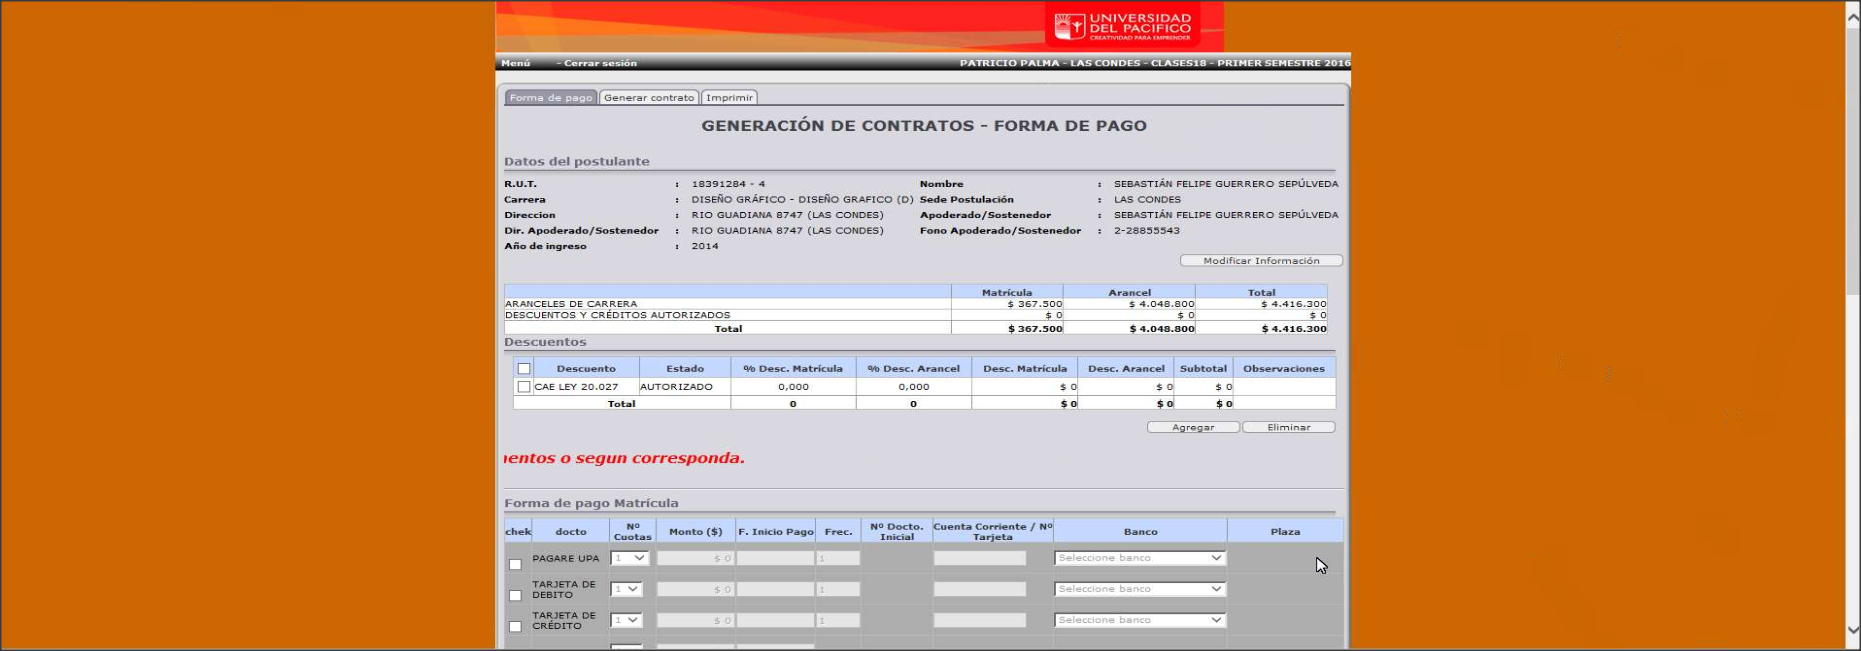 UNIVERSIDAD
DEL PACIFICO
CREATIVIDAD PARA EMPRENDER
Menú - Cerrar sesión PATRICIO PALMA - LAS CONDES - CLASES18 - PRIMER SEMESTRE 2016
Forma de pago Generar contrato Imprimir
GENERACIÓN DE CONTRATOS - FORMA DE PAGO
Datos del postulante
R.U.T. : 18391284 - 4 Nombre : SEBASTIÁN FELIPE GUERRERO SEPÚLVEDA
Carrera : DISEÑO GRÁFICO - DISEÑO GRAFICO (D) Sede Postulación : LAS CONDES
Direccion : RIO GUADIANA 8747 (LAS CONDES) Apoderado/Sostenedor : SEBASTIÁN FELIPE GUERRERO SEPÚLVEDA
Dir. Apoderado/Sostenedor : RIO GUADIANA 8747 (LAS CONDES) Fono Apoderado/Sostenedor : 2-28855543
Año de ingreso : 2014
Modificar Información
Matrícula Arancel Total
ARANCELES DE CARRERA $ 367.500 $ 4.048.800 $ 4.416.300
DESCUENTOS Y CRÉDITOS AUTORIZADOS $ 0 $ 0 $ 0
Total $ 367.500 $ 4.048.800 $ 4.416.300
Descuentos
Descuento Estado % Desc. Matrícula % Desc. Arancel Desc. Matrícula Desc. Arancel Subtotal Observaciones
CAE LEY 20.027 AUTORIZADO 0,000 0,000 $ 0 $ 0 $ 0
Total 0 0 $ 0 $ 0 $ 0
Agregar Eliminar
entos o segun corresponda.
Forma de pago Matrícula
chek docto Nº Cuotas Monto ($) F. Inicio Pago Frec. Nº Docto. Inicial Cuenta Corriente / Nº Tarjeta Banco Plaza
PAGARE UPA 1 $ 0 1 Seleccione banco
TARJETA DE DEBITO 1 $ 0 1 Seleccione banco
TARJETA DE CRÉDITO 1 $ 0 1 Seleccione banco